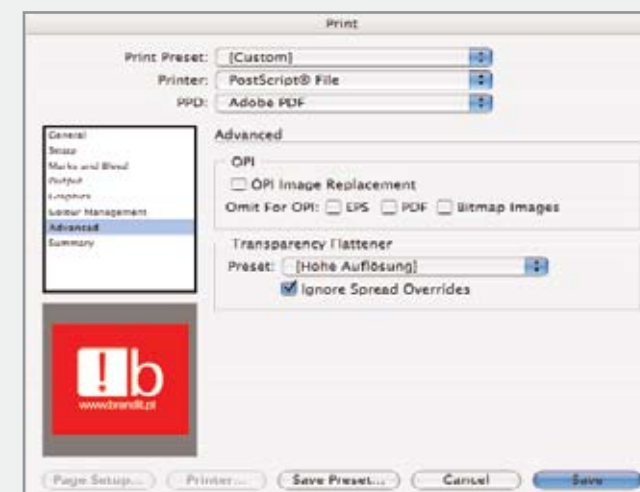 Print
Print Preset: [Custom]
Printer: PostScript® File
PPD: Adobe PDF
General
Setup
Marks and Bleed
Output
Graphics
Colour Management
Advanced
Summary
Advanced
OPI
OPI Image Replacement
Omit For OPI: EPS PDF Bitmap Images
Transparency Flattener
Preset: [Hohe Auflösung]
Ignore Spread Overrides
!b
www.brandit.pt
Page Setup... Printer... Save Preset... Cancel Save